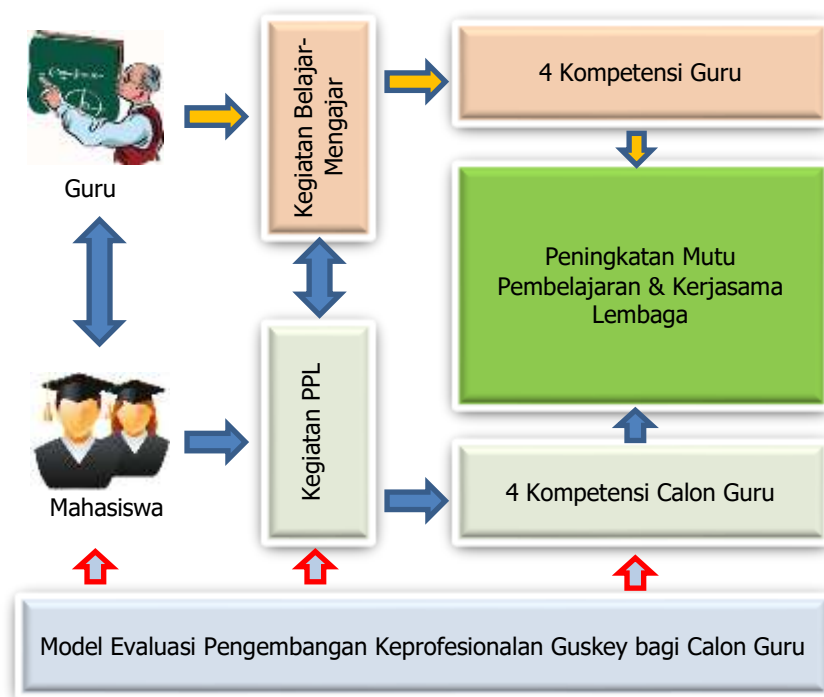 Guru
Kegiatan Belajar-
Mengajar
4 Kompetensi Guru
Peningkatan Mutu
Pembelajaran & Kerjasama
Lembaga
Mahasiswa
Kegiatan PPL
4 Kompetensi Calon Guru
Model Evaluasi Pengembangan Keprofesionalan Guskey bagi Calon Guru